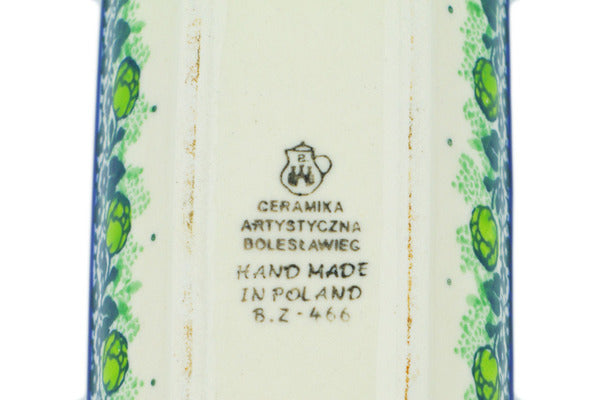 B.
CERAMIKA
ARTYSTYCZNA
BOLESŁAWIEC
HAND MADE
IN POLAND
B.Z-466